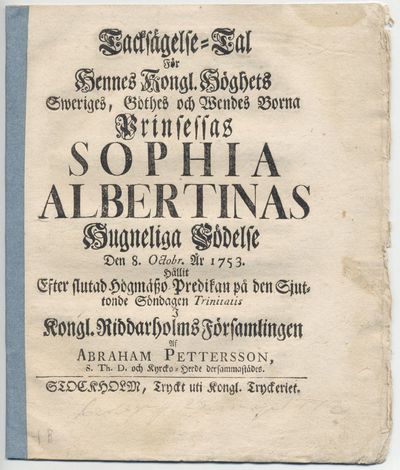 Tacksägelse=Tal
För
Hennes Kongl. Höghets
Sweriges, Göthes och Wendes Borna
Prinsessas
SOPHIA
ALBERTINAS
Hugneliga Födelse
Den 8. Octobr. År 1753.
Hållit
Efter slutad Högmäßo Predikan på den Sjut-
tonde Söndagen Trinitatis
I
Kongl. Riddarholms Församlingen
Af
ABRAHAM PETTERSSON,
S. Th. D. och Kyrcko-Herde dersammastädes.
STOCKHOLM, Tryckt uti Kongl. Tryckeriet.